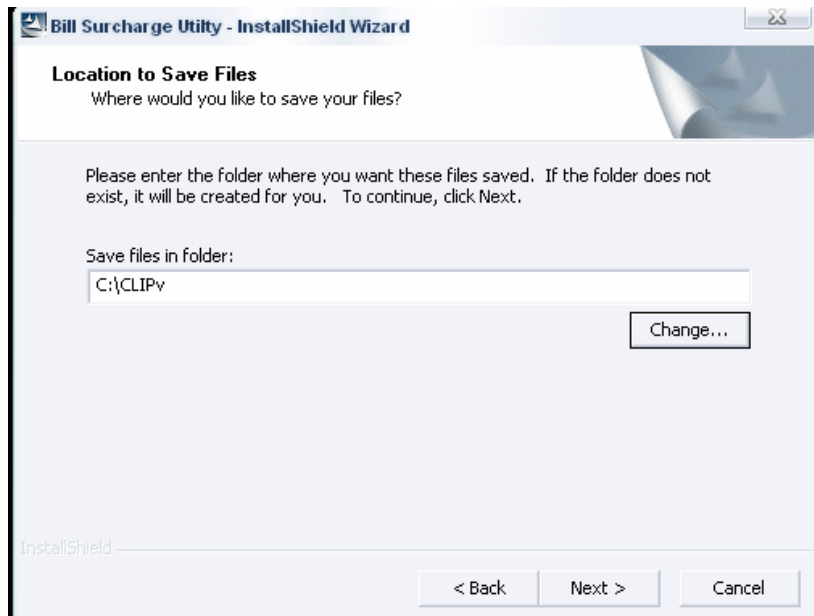 Bill Surcharge Utilty - InstallShield Wizard
Location to Save Files
Where would you like to save your files?
Please enter the folder where you want these files saved. If the folder does not
exist, it will be created for you. To continue, click Next.
Save files in folder:
C:\CLIPv
Change...
InstallShield
< Back Next > Cancel